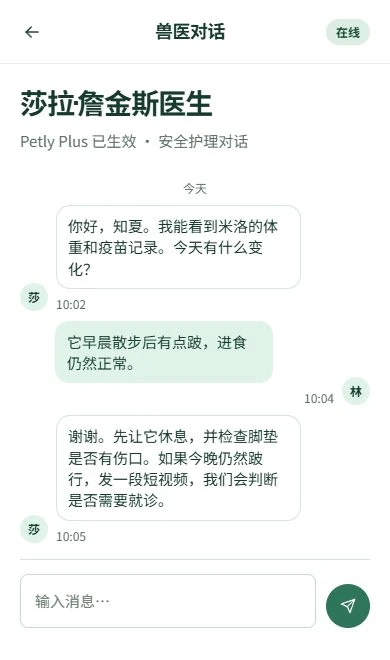 兽医对话
在线
莎拉·詹金斯医生
Petly Plus 已生效 · 安全护理对话
今天
你好，知夏。我能看到米洛的体
重和疫苗记录。今天有什么变
化？
莎
10:02
它早晨散步后有点跛，进食
仍然正常。
10:04
林
谢谢。先让它休息，并检查脚垫
是否有伤口。如果今晚仍然跛
行，发一段短视频，我们会判断
是否需要就诊。
莎
10:05
输入消息…